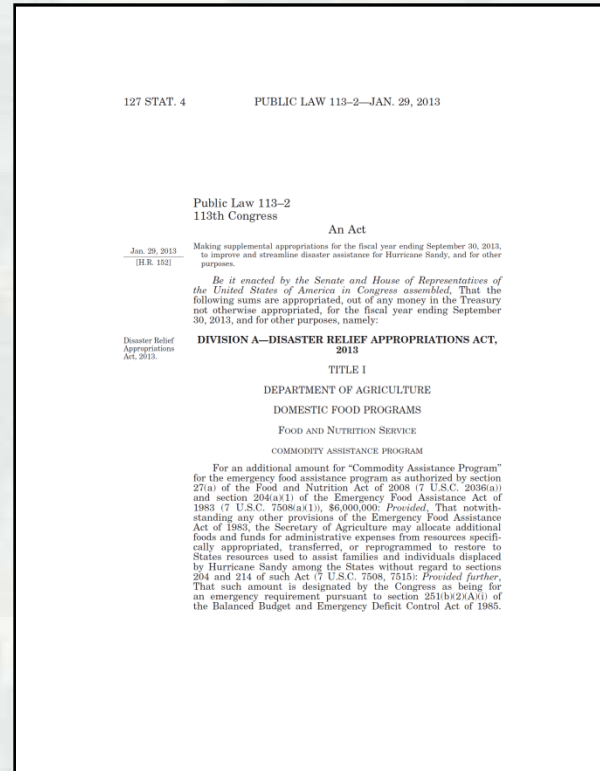 127 STAT. 4 PUBLIC LAW 113–2—JAN. 29, 2013
Public Law 113–2
113th Congress
An Act
Jan. 29, 2013
[H.R. 152]
Making supplemental appropriations for the fiscal year ending September 30, 2013,
to improve and streamline disaster assistance for Hurricane Sandy, and for other
purposes.
Be it enacted by the Senate and House of Representatives of
the United States of America in Congress assembled, That the
following sums are appropriated, out of any money in the Treasury
not otherwise appropriated, for the fiscal year ending September
30, 2013, and for other purposes, namely:
Disaster Relief
Appropriations
Act, 2013.
DIVISION A—DISASTER RELIEF APPROPRIATIONS ACT,
2013
TITLE I
DEPARTMENT OF AGRICULTURE
DOMESTIC FOOD PROGRAMS
FOOD AND NUTRITION SERVICE
COMMODITY ASSISTANCE PROGRAM
For an additional amount for “Commodity Assistance Program”
for the emergency food assistance program as authorized by section
27(a) of the Food and Nutrition Act of 2008 (7 U.S.C. 2036(a))
and section 204(a)(1) of the Emergency Food Assistance Act of
1983 (7 U.S.C. 7508(a)(1)), $6,000,000: Provided, That notwith-
standing any other provisions of the Emergency Food Assistance
Act of 1983, the Secretary of Agriculture may allocate additional
foods and funds for administrative expenses from resources specifi-
cally appropriated, transferred, or reprogrammed to restore to
States resources used to assist families and individuals displaced
by Hurricane Sandy among the States without regard to sections
204 and 214 of such Act (7 U.S.C. 7508, 7515): Provided further,
That such amount is designated by the Congress as being for
an emergency requirement pursuant to section 251(b)(2)(A)(i) of
the Balanced Budget and Emergency Deficit Control Act of 1985.